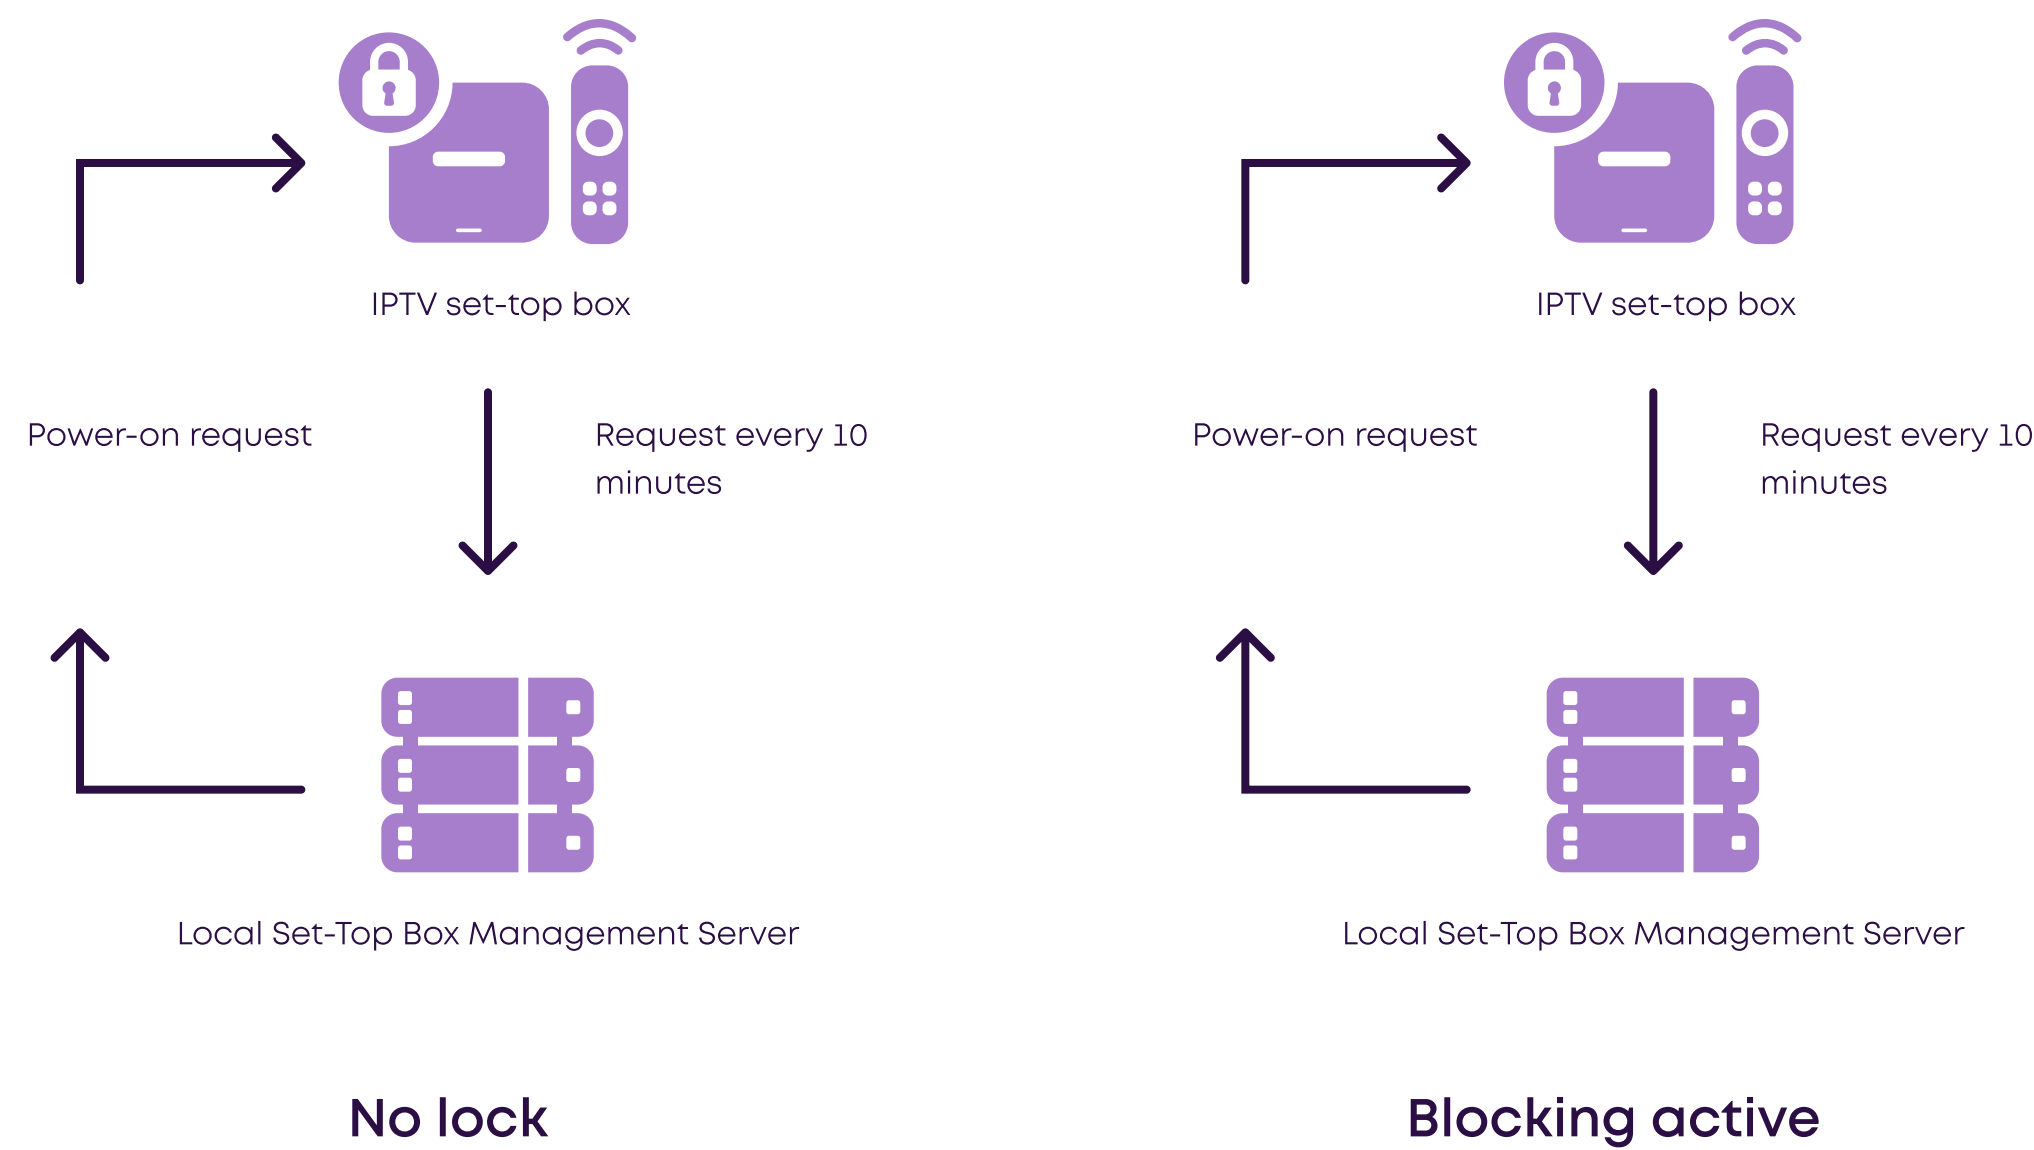 IPTV set-top box
Power-on request
Request every 10
minutes
Local Set-Top Box Management Server
No lock
IPTV set-top box
Power-on request
Request every 10
minutes
Local Set-Top Box Management Server
Blocking active